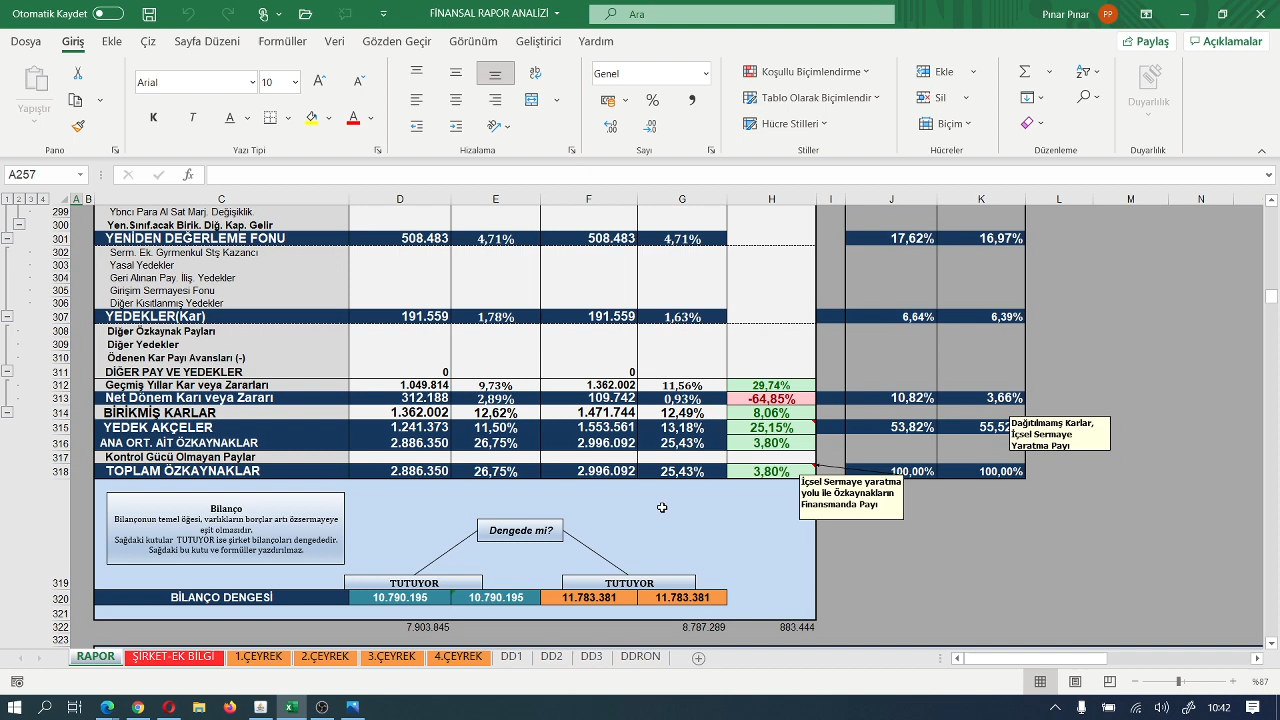 Otomatik Kaydet
FİNANSAL RAPOR ANALİZİ
Ara
Pınar Pınar PP
Dosya Giriş Ekle Çiz Sayfa Düzeni Formüller Veri Gözden Geçir Görünüm Geliştirici Yardım Paylaş Açıklamalar
Yapıştır
Arial 10
K T A
Genel
Koşullu Biçimlendirme
Tablo Olarak Biçimlendir
Hücre Stilleri
Ekle
Sil
Biçim
Duyarlılık
Pano Yazı Tipi Hizalama Sayı Stiller Hücreler Düzenleme Duyarlılık
A257 fx
1 2 3 4 A B C D E F G H I J K L M N
299 Ybncı Para Al Sat Marj. Değişiklik.
300 Yen.Sınıf.acak Birik. Diğ. Kap. Gelir
301 YENİDEN DEĞERLEME FONU 508.483 4,71% 508.483 4,71% 17,62% 16,97%
302 Serm. Ek. Gyrmenkul Stş Kazancı
303 Yasal Yedekler
304 Geri Alınan Pay. İliş. Yedekler
305 Girişim Sermayesi Fonu
306 Diğer Kısıtlanmış Yedekler
307 YEDEKLER(Kar) 191.559 1,78% 191.559 1,63% 6,64% 6,39%
308 Diğer Özkaynak Payları
309 Diğer Yedekler
310 Ödenen Kar Payı Avansları (-)
311 DİĞER PAY VE YEDEKLER 0 0
312 Geçmiş Yıllar Kar veya Zararları 1.049.814 9,73% 1.362.002 11,56% 29,74%
313 Net Dönem Karı veya Zararı 312.188 2,89% 109.742 0,93% -64,85% 10,82% 3,66%
314 BİRİKMİŞ KARLAR 1.362.002 12,62% 1.471.744 12,49% 8,06%
315 YEDEK AKÇELER 1.241.373 11,50% 1.553.561 13,18% 25,15% 53,82% 55,52
Dağıtılmamş Karlar,
İçsel Sermaye
Yaratma Payı
316 ANA ORT. AİT ÖZKAYNAKLAR 2.886.350 26,75% 2.996.092 25,43% 3,80%
317 Kontrol Gücü Olmayan Paylar
318 TOPLAM ÖZKAYNAKLAR 2.886.350 26,75% 2.996.092 25,43% 3,80% 100,00% 100,00%
İçsel Sermaye yaratma
yolu ile Özkaynakların
Finansmanda Payı
Bilanço
Bilançonun temel öğesi, varlıkların borçlar artı özsermayeye
eşit olmasıdır.
Sağdaki kutular TUTUYOR ise şirket bilançoları dengededir.
Sağdaki bu kutu ve formüller yazdırılmaz.
Dengede mi?
319 TUTUYOR TUTUYOR
320 BİLANÇO DENGESİ 10.790.195 10.790.195 11.783.381 11.783.381
321
322 7.903.845 8.787.289 883.444
323
RAPOR ŞİRKET-EK BİLGİ 1.ÇEYREK 2.ÇEYREK 3.ÇEYREK 4.ÇEYREK DD1 DD2 DD3 DDRON
%87
10:42